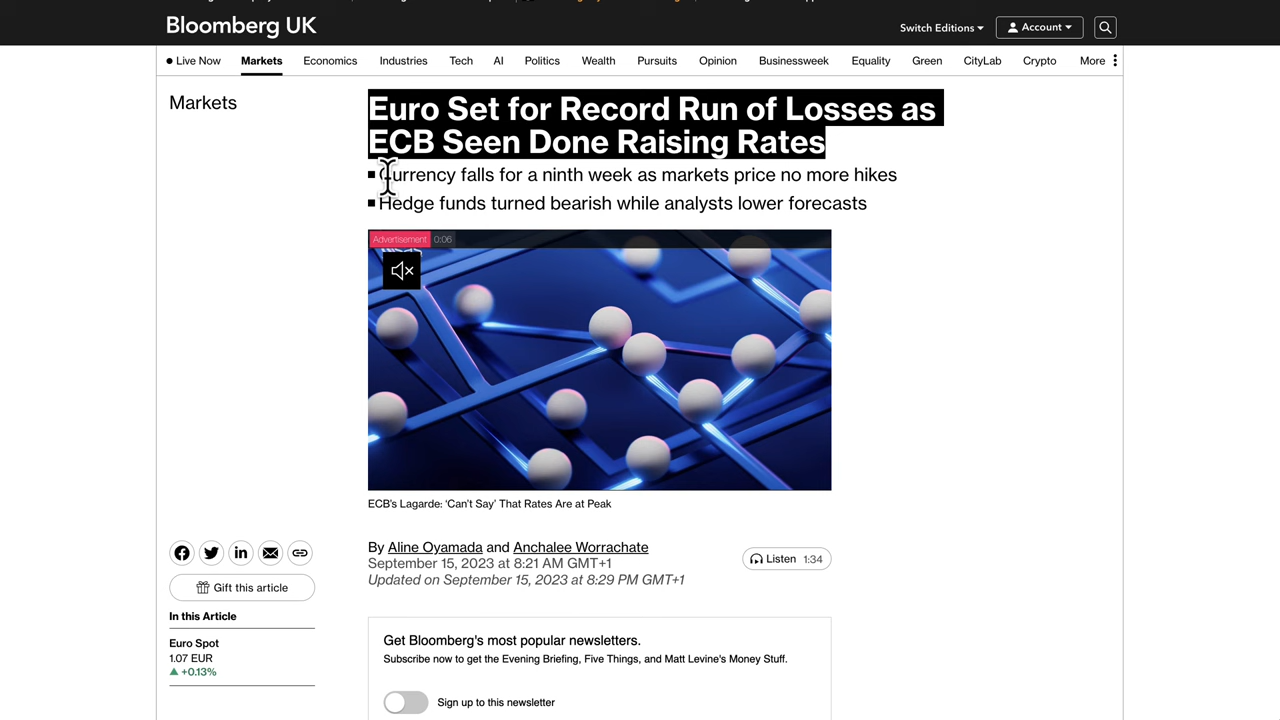 Bloomberg UK
Switch Editions
Account
Live Now
Markets
Economics
Industries
Tech
AI
Politics
Wealth
Pursuits
Opinion
Businessweek
Equality
Green
CityLab
Crypto
More
Markets
Euro Set for Record Run of Losses as
ECB Seen Done Raising Rates
Currency falls for a ninth week as markets price no more hikes
Hedge funds turned bearish while analysts lower forecasts
Advertisement 0:06
ECB's Lagarde: 'Can't Say' That Rates Are at Peak
By Aline Oyamada and Anchalee Worrachate
September 15, 2023 at 8:21 AM GMT+1
Updated on September 15, 2023 at 8:29 PM GMT+1
Listen 1:34
Gift this article
In this Article
Euro Spot
1.07 EUR
+0.13%
Get Bloomberg's most popular newsletters.
Subscribe now to get the Evening Briefing, Five Things, and Matt Levine's Money Stuff.
Sign up to this newsletter